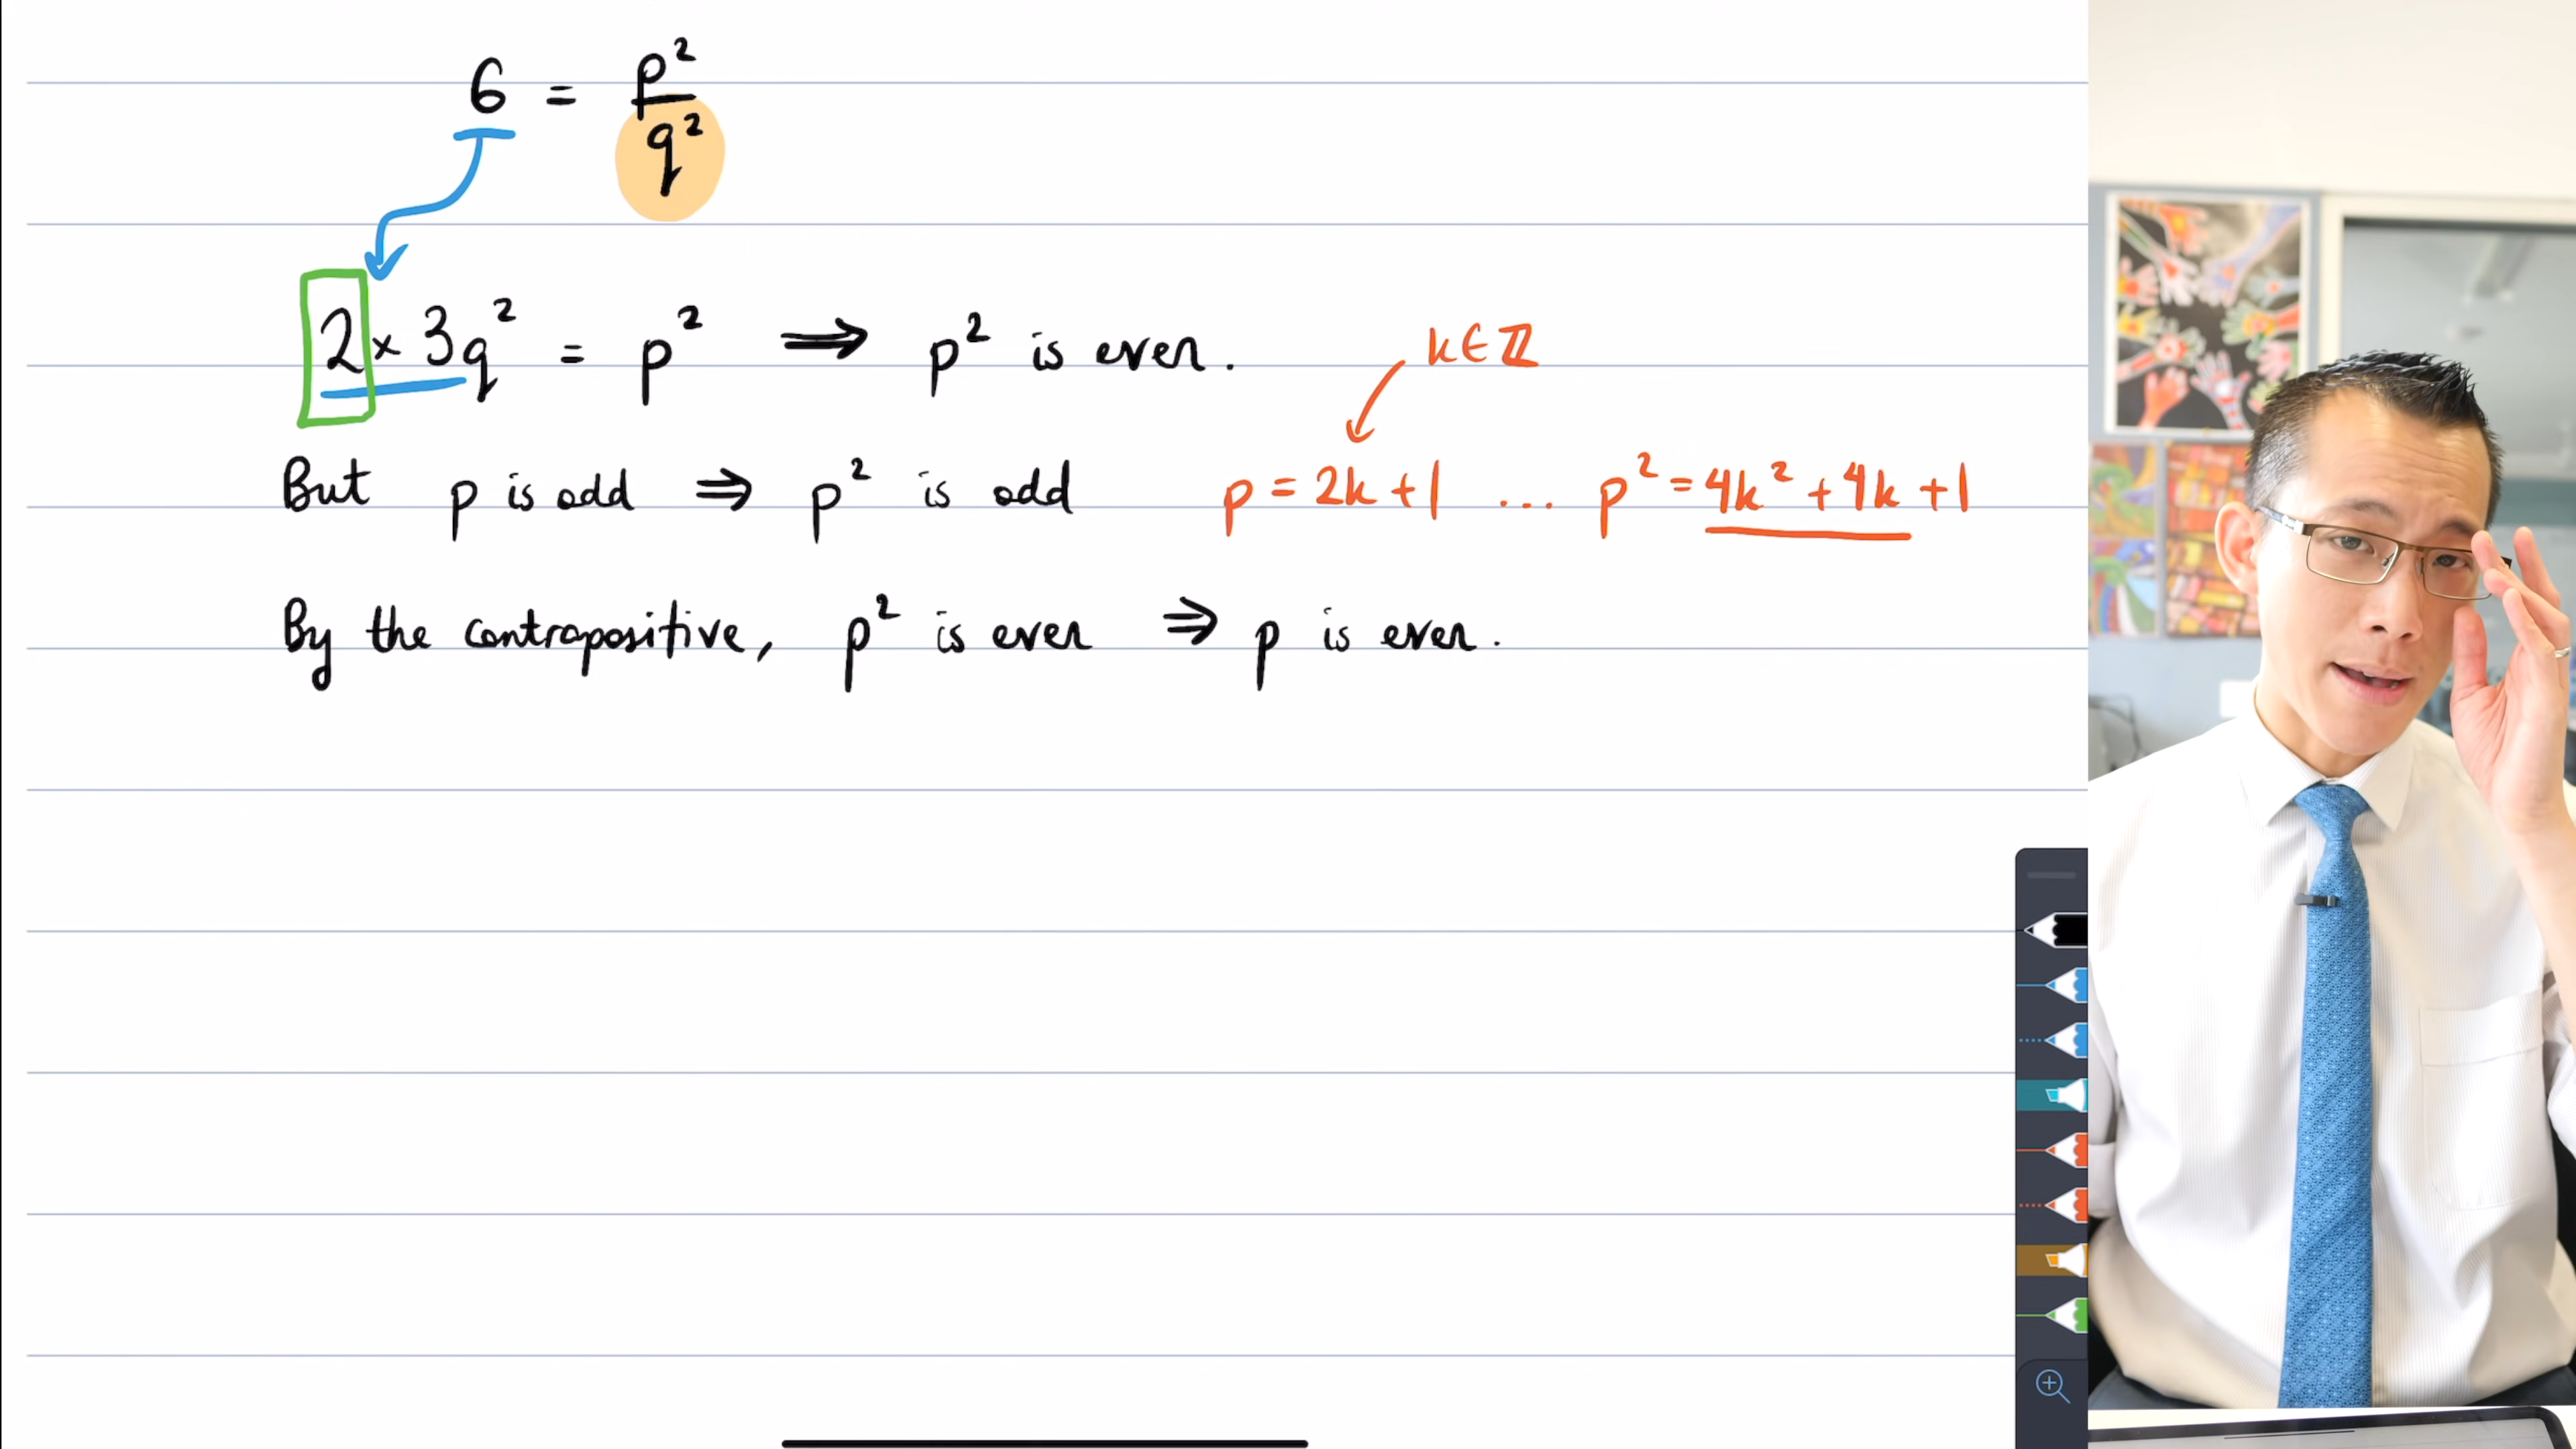 6 = p²/q²
2 × 3q² = p² ⟹ p² is even.
k ∈ ℤ
But p is odd ⇒ p² is odd p = 2k + 1 ... p² = 4k² + 4k + 1
By the contrapositive, p² is even ⇒ p is even.